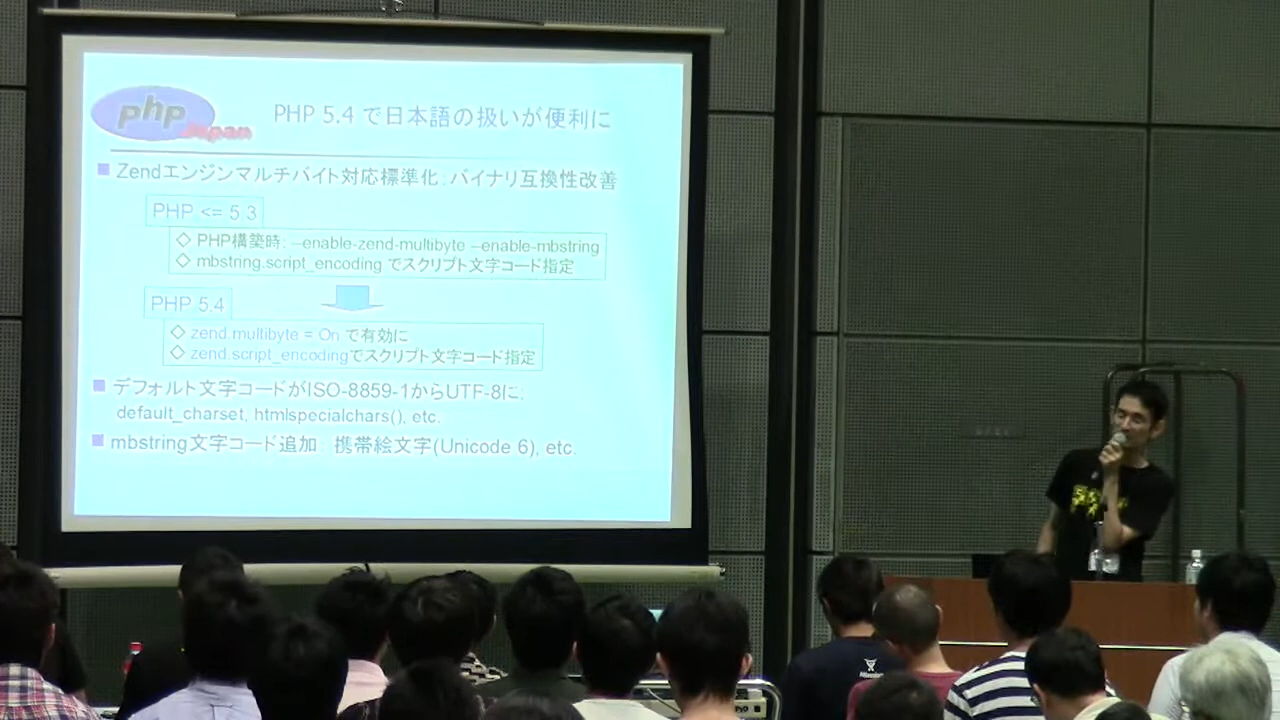 php
Japan
PHP 5.4 で日本語の扱いが便利に
Zendエンジンマルチバイト対応標準化, バイナリ互換性改善
PHP <= 5.3
PHP構築時: --enable-zend-multibyte --enable-mbstring
mbstring.script_encoding でスクリプト文字コード指定
PHP 5.4
zend.multibyte = On で有効に
zend.script_encodingでスクリプト文字コード指定
デフォルト文字コードがISO-8859-1からUTF-8に:
default_charset, htmlspecialchars(), etc.
mbstring文字コード追加: 携帯絵文字(Unicode 6), etc.